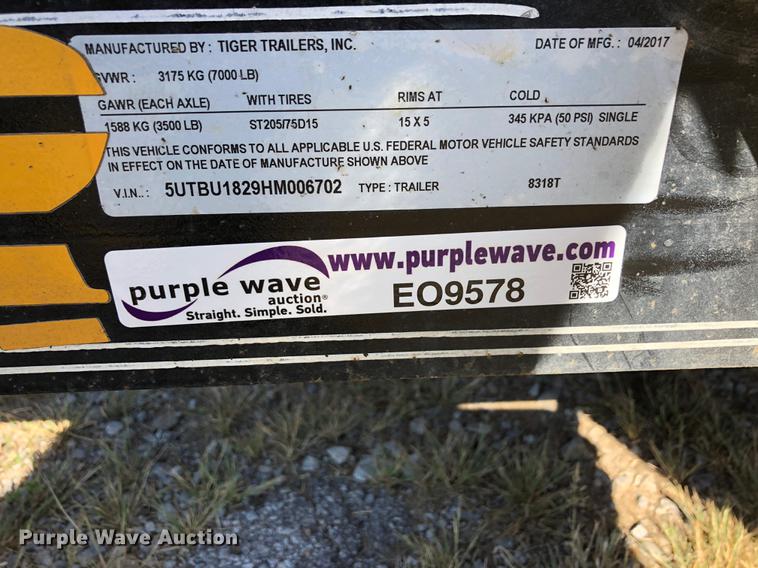 MANUFACTURED BY: TIGER TRAILERS, INC. DATE OF MFG.: 04/2017
GVWR: 3175 KG (7000 LB)
GAWR (EACH AXLE) WITH TIRES RIMS AT COLD
1588 KG (3500 LB) ST205/75D15 15 X 5 345 KPA (50 PSI) SINGLE
THIS VEHICLE CONFORMS TO ALL APPLICABLE U.S. FEDERAL MOTOR VEHICLE SAFETY STANDARDS
IN EFFECT ON THE DATE OF MANUFACTURE SHOWN ABOVE
V.I.N..: 5UTBU1829HM006702 TYPE: TRAILER 8318T
www.purplewave.com
purple wave
auction®
Straight. Simple. Sold.
EO9578
Purple Wave Auction